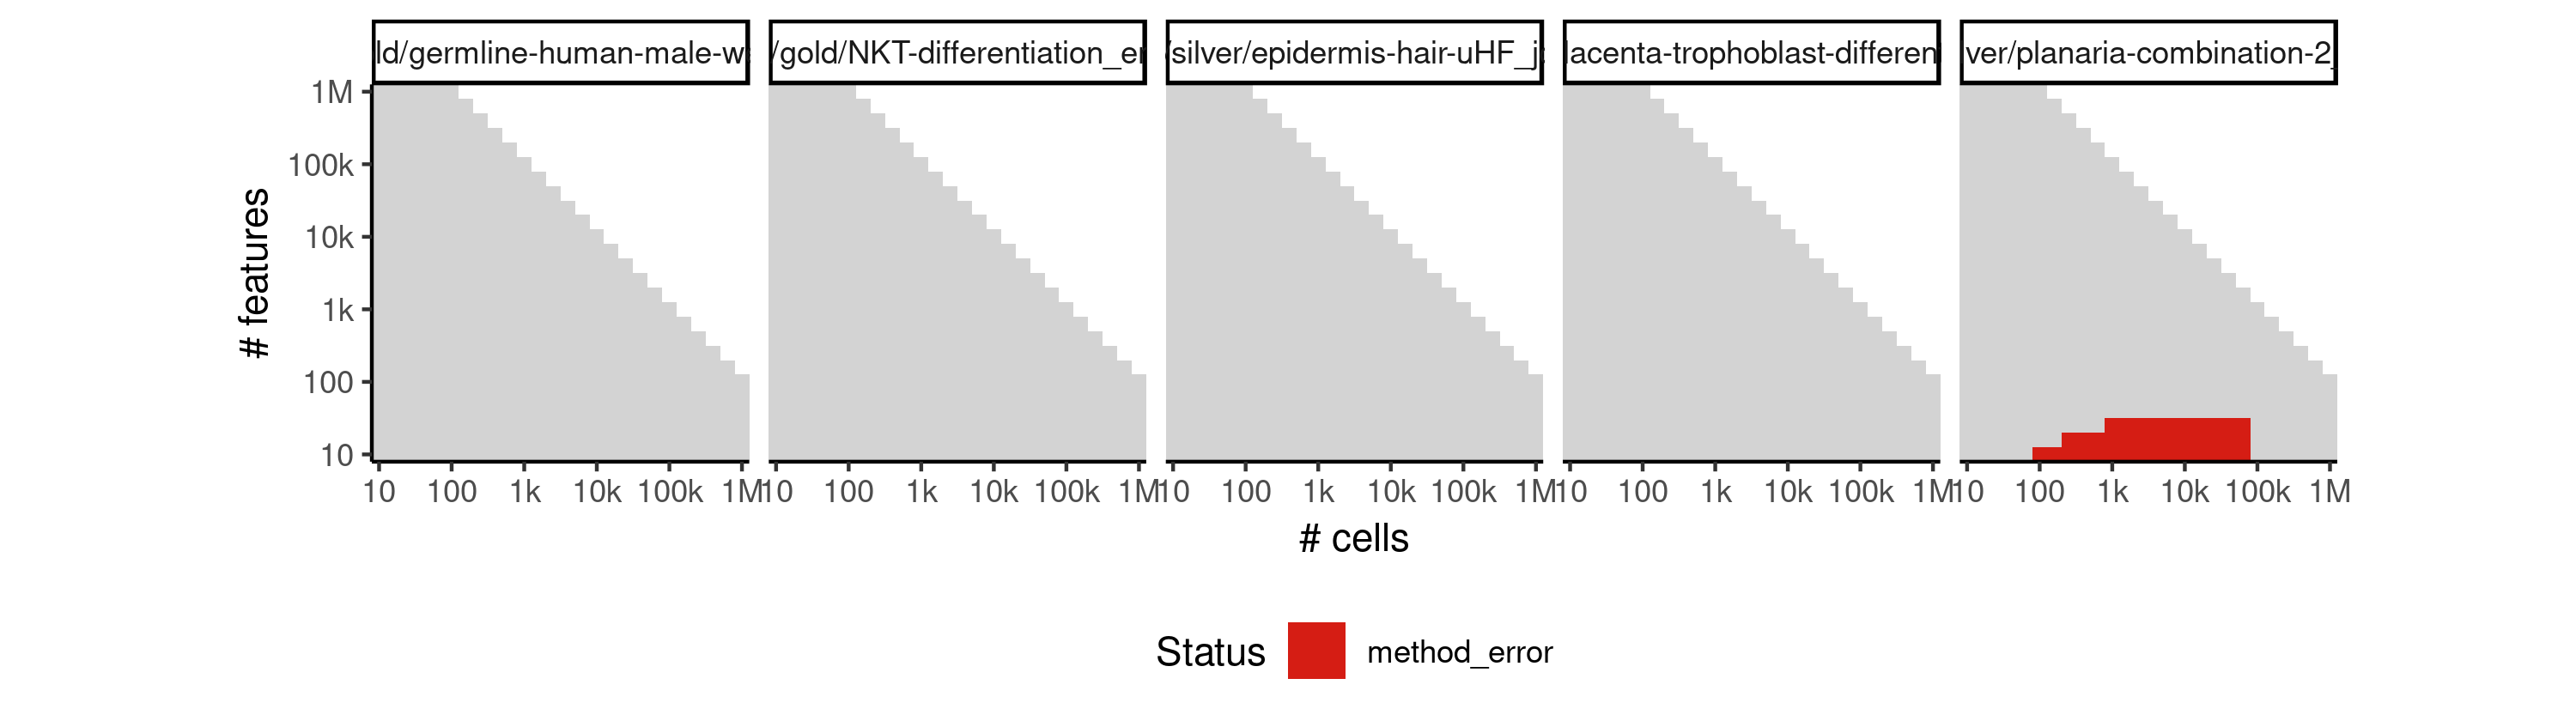 ld/germline-human-male-w
/gold/NKT-differentiation_er
/silver/epidermis-hair-uHF_j
lacenta-trophoblast-differen
ver/planaria-combination-2
1M
100k
10k
1k
100
10
# features
10 100 1k 10k 100k 1M
10 100 1k 10k 100k 1M
10 100 1k 10k 100k 1M
10 100 1k 10k 100k 1M
10 100 1k 10k 100k 1M
# cells
Status method_error